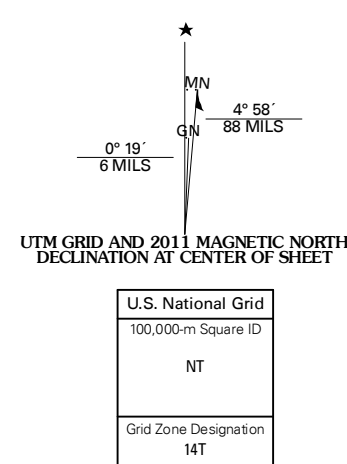 ★
MN
4° 58´
88 MILS
GN
0° 19´
6 MILS
UTM GRID AND 2011 MAGNETIC NORTH
DECLINATION AT CENTER OF SHEET
U.S. National Grid
100,000-m Square ID
NT
Grid Zone Designation
14T